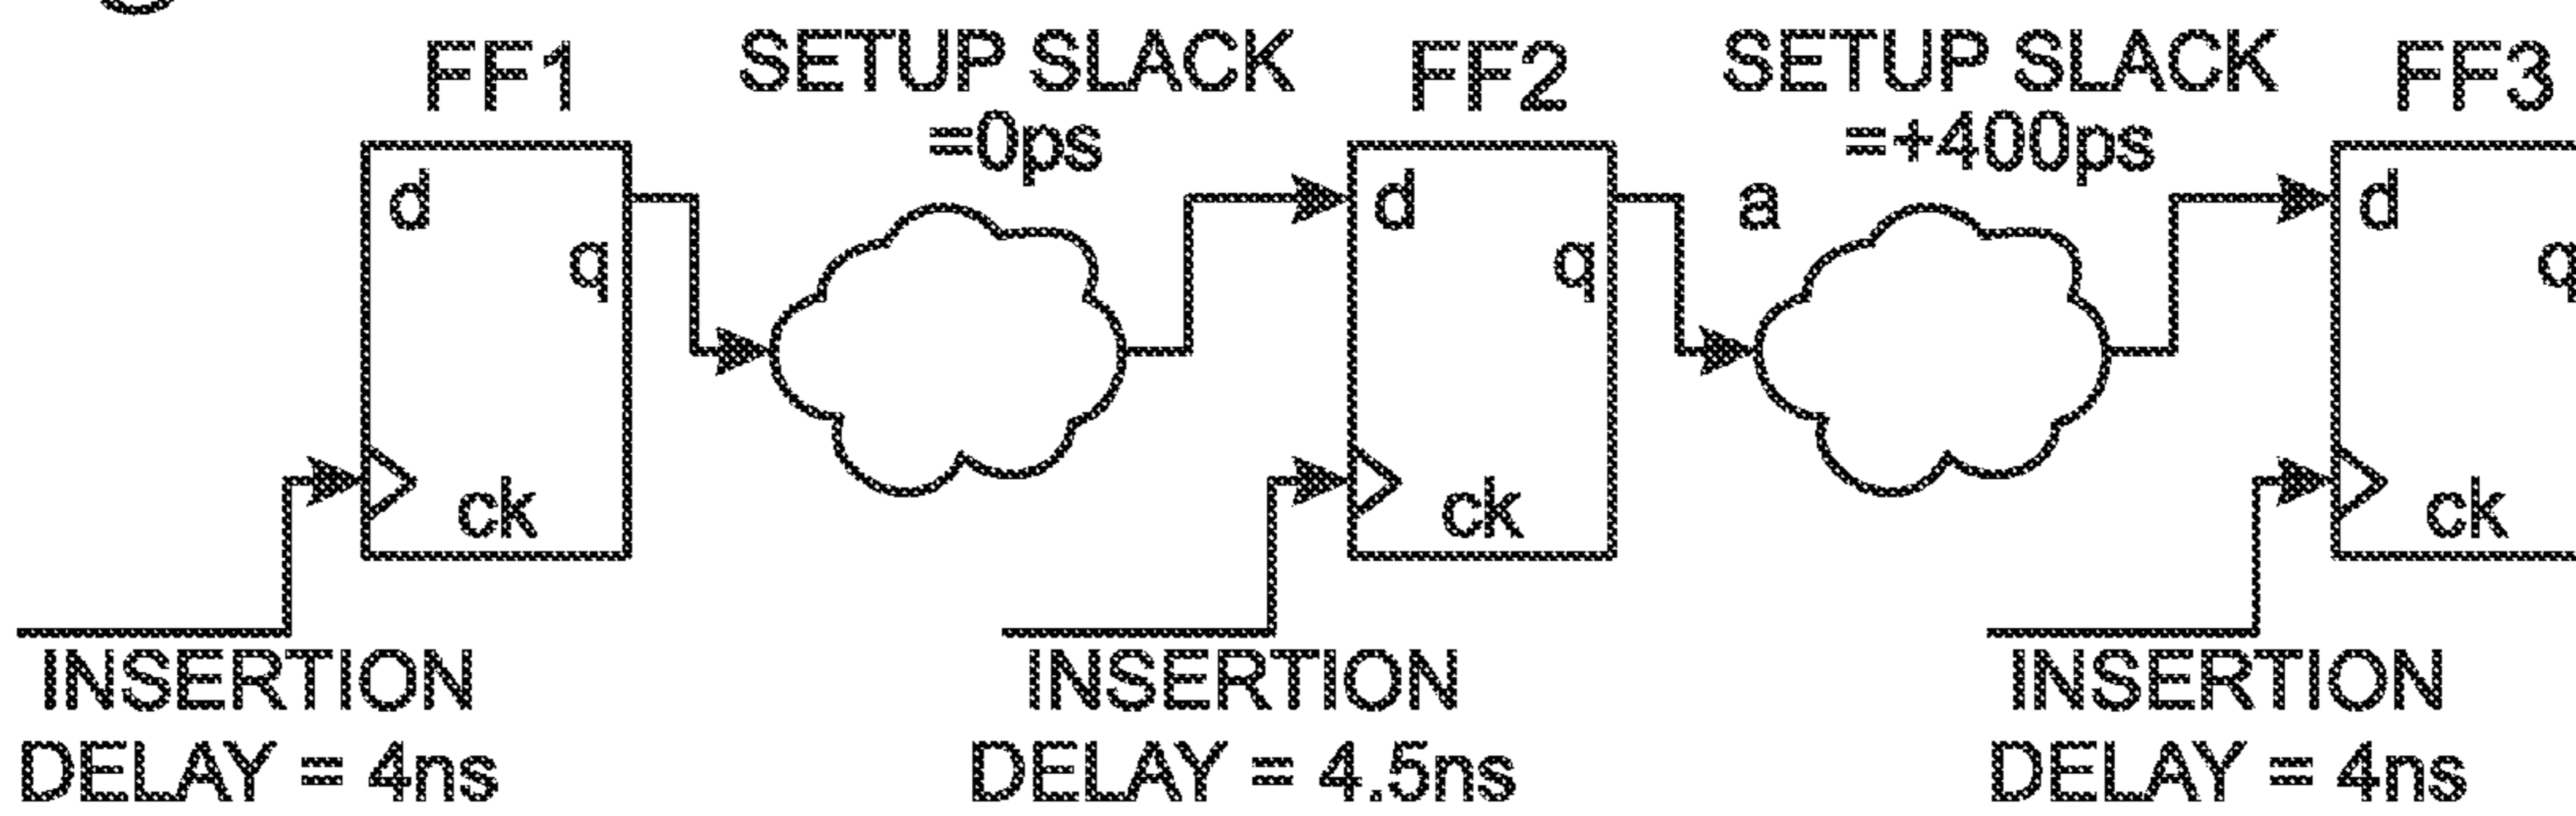 FF1
SETUP SLACK
=0ps
FF2
SETUP SLACK
=+400ps
FF3
d
q
ck
d
q
ck
a
d
q
ck
INSERTION
DELAY = 4ns
INSERTION
DELAY = 4.5ns
INSERTION
DELAY = 4ns